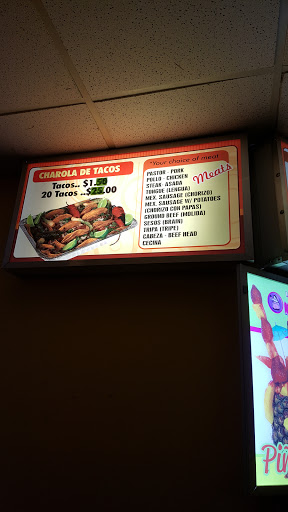 CHAROLA DE TACOS
Tacos.. $1.50
20 Tacos ..$25.00
"Your choice of meat
Meats
PASTOR - PORK
POLLO - CHICKEN
STEAK- ASADA
TONGUE (LENGUA)
MEX. SAUSAGE (CHORIZO)
MEX. SAUSAGE W/ POTATOES
(CHORIZO CON PAPAS)
GROUND BEEF (MOLIDA)
SESOS (BRAIN)
TRIPA (TRIPE)
CABEZA - BEEF HEAD
CECINA